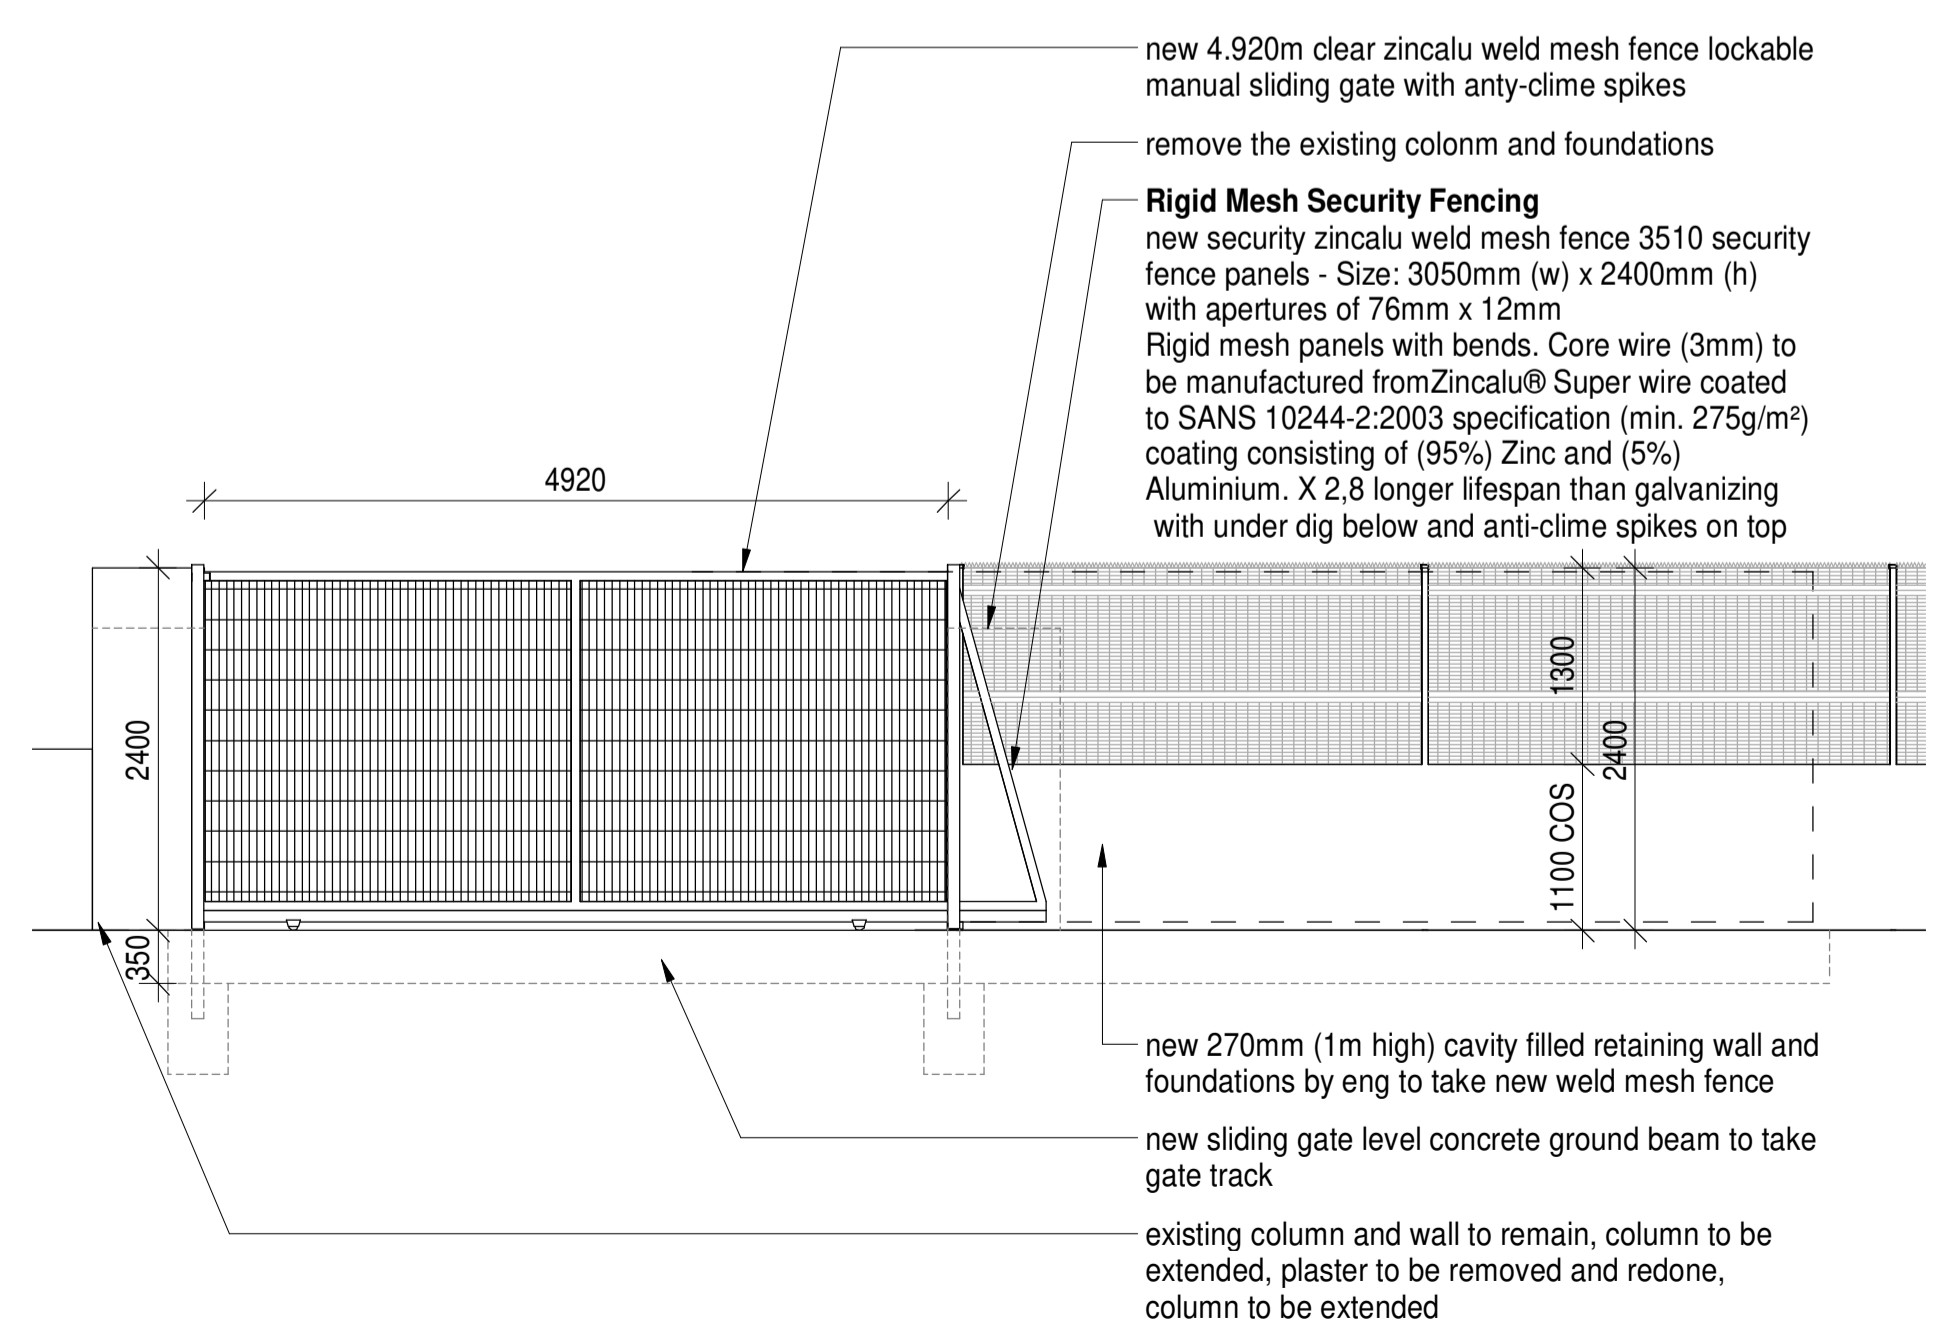 new 4.920m clear zincalu weld mesh fence lockable
manual sliding gate with anty-clime spikes
remove the existing colonm and foundations
Rigid Mesh Security Fencing
new security zincalu weld mesh fence 3510 security
fence panels - Size: 3050mm (w) x 2400mm (h)
with apertures of 76mm x 12mm
Rigid mesh panels with bends. Core wire (3mm) to
be manufactured fromZincalu® Super wire coated
to SANS 10244-2:2003 specification (min. 275g/m²)
coating consisting of (95%) Zinc and (5%)
Aluminium. X 2,8 longer lifespan than galvanizing
with under dig below and anti-clime spikes on top
4920
2400
350
1300
2400
1100 COS
new 270mm (1m high) cavity filled retaining wall and
foundations by eng to take new weld mesh fence
new sliding gate level concrete ground beam to take
gate track
existing column and wall to remain, column to be
extended, plaster to be removed and redone,
column to be extended